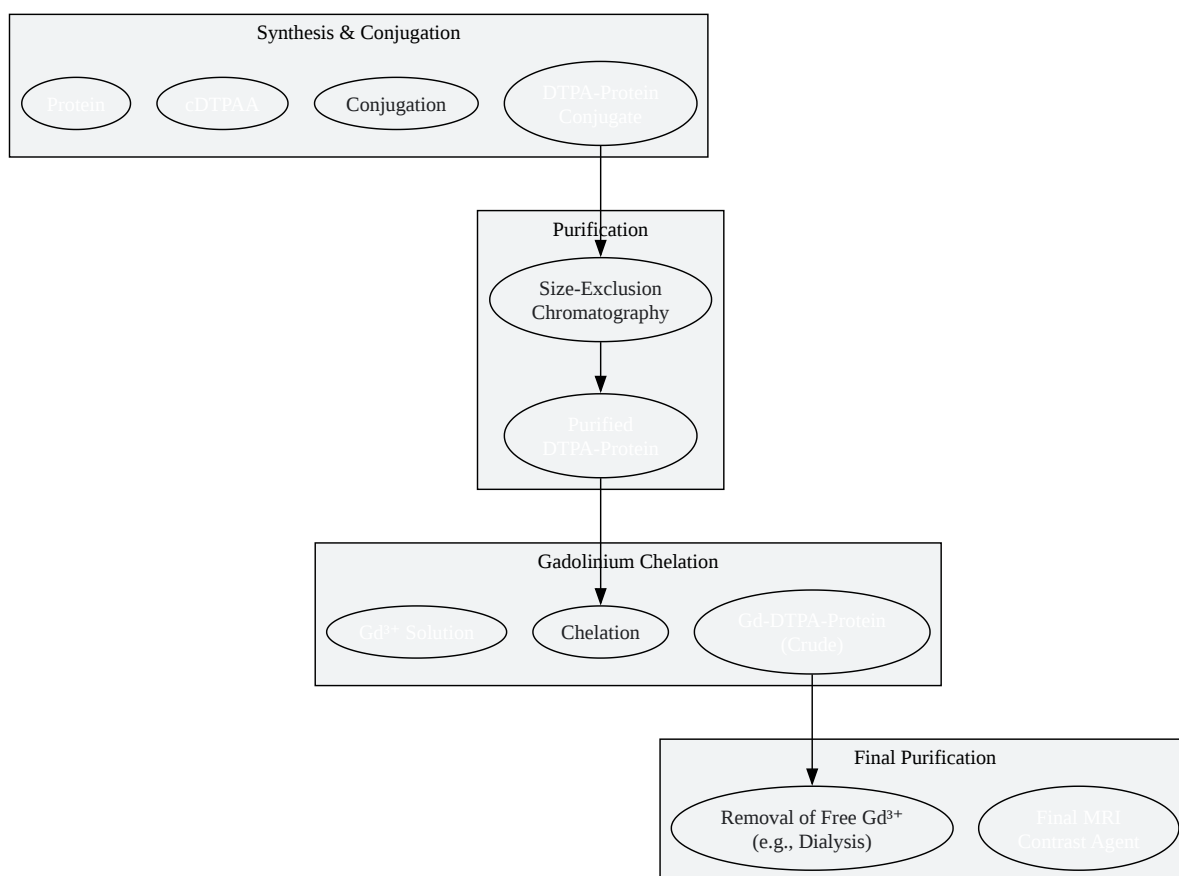 Synthesis & Conjugation
Protein
cDTPAA
Conjugation
DTPA-Protein
Conjugate
Purification
Size-Exclusion
Chromatography
Purified
DTPA-Protein
Gadolinium Chelation
Gd³⁺ Solution
Chelation
Gd-DTPA-Protein
(Crude)
Final Purification
Removal of Free Gd³⁺
(e.g., Dialysis)
Final MRI
Contrast Agent